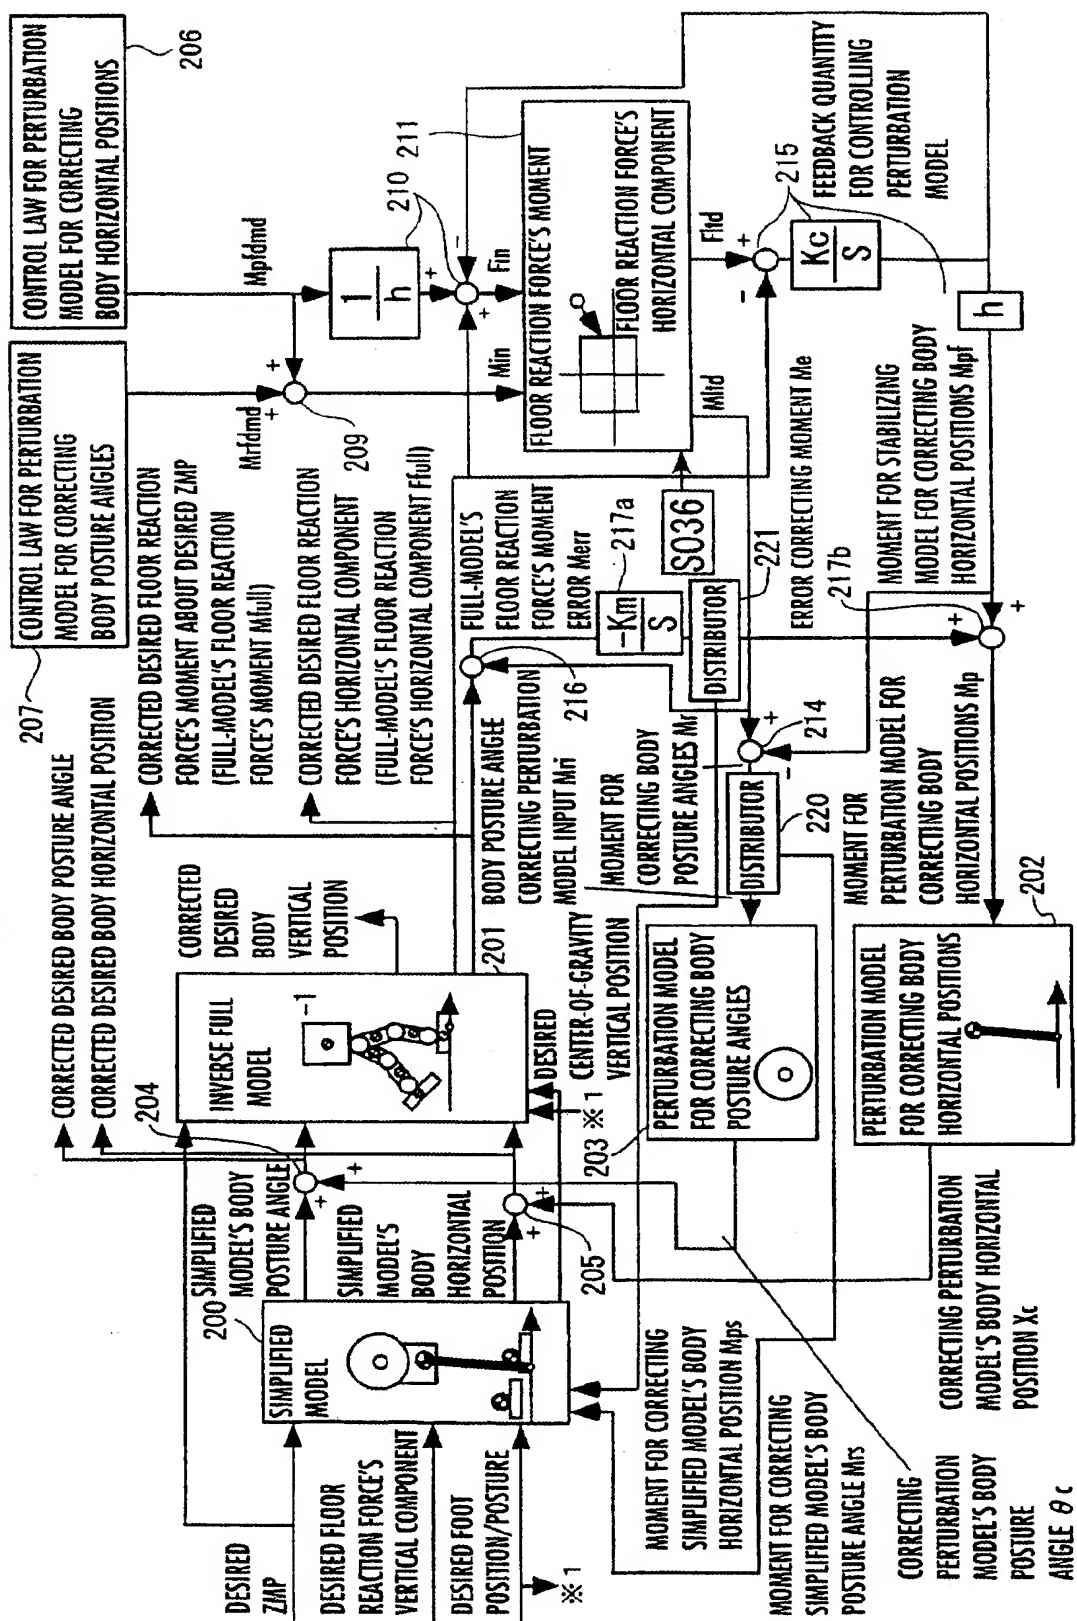 CONTROL LAW FOR PERTURBATION
MODEL FOR CORRECTING
BODY HORIZONTAL POSITIONS
206
CONTROL LAW FOR PERTURBATION
MODEL FOR CORRECTING
BODY POSTURE ANGLES
207
Mpfdmd
Mrfdmd
+
+
209
1
h
210
+
-
+
Fin
Min
211
FLOOR REACTION FORCE'S MOMENT
FLOOR REACTION FORCE'S
HORIZONTAL COMPONENT
Mltd
Fltd
+
-
215
Kc
S
FEEDBACK QUANTITY
FOR CONTROLLING
PERTURBATION
MODEL
h
CORRECTED DESIRED BODY POSTURE ANGLE
CORRECTED DESIRED BODY HORIZONTAL POSITION
CORRECTED DESIRED FLOOR REACTION
FORCE'S MOMENT ABOUT DESIRED ZMP
(FULL-MODEL'S FLOOR REACTION
FORCE'S MOMENT Mfull)
CORRECTED DESIRED FLOOR REACTION
FORCE'S HORIZONTAL COMPONENT
(FULL-MODEL'S FLOOR REACTION
FORCE'S HORIZONTAL COMPONENT Ffull)
FULL-MODEL'S
FLOOR REACTION
FORCE'S MOMENT
ERROR Merr
216
-Km
S
217a
S036
DISTRIBUTOR
221
ERROR CORRECTING MOMENT Me
MOMENT FOR STABILIZING
MODEL FOR CORRECTING BODY
HORIZONTAL POSITIONS Mpf
217b
+
+
+
-
214
DISTRIBUTOR
220
CORRECTED
DESIRED
BODY
VERTICAL
POSITION
201
INVERSE FULL
MODEL
-1
BODY POSTURE ANGLE
CORRECTING PERTURBATION
MODEL INPUT Mri
MOMENT FOR
CORRECTING BODY
POSTURE ANGLES Mr
MOMENT FOR
PERTURBATION MODEL FOR
CORRECTING BODY
HORIZONTAL POSITIONS Mp
PERTURBATION MODEL FOR
CORRECTING BODY
HORIZONTAL POSITIONS Mp
DESIRED
CENTER-OF-GRAVITY
VERTICAL POSITION
※1
203
PERTURBATION MODEL
FOR CORRECTING BODY
POSTURE ANGLES
202
PERTURBATION MODEL
FOR CORRECTING BODY
HORIZONTAL POSITIONS
204
+
+
205
+
+
SIMPLIFIED
MODEL'S BODY
POSTURE ANGLE
SIMPLIFIED
MODEL'S
BODY
HORIZONTAL
POSITION
200
SIMPLIFIED
MODEL
DESIRED
ZMP
DESIRED FLOOR
REACTION FORCE'S
VERTICAL COMPONENT
DESIRED FOOT
POSITION/POSTURE
※1
MOMENT FOR CORRECTING
SIMPLIFIED MODEL'S BODY
HORIZONTAL POSITION Mps
MOMENT FOR CORRECTING
SIMPLIFIED MODEL'S BODY
POSTURE ANGLE Mrs
CORRECTING
PERTURBATION
MODEL'S BODY
POSTURE
ANGLE θc
CORRECTING PERTURBATION
MODEL'S BODY HORIZONTAL
POSITION Xc